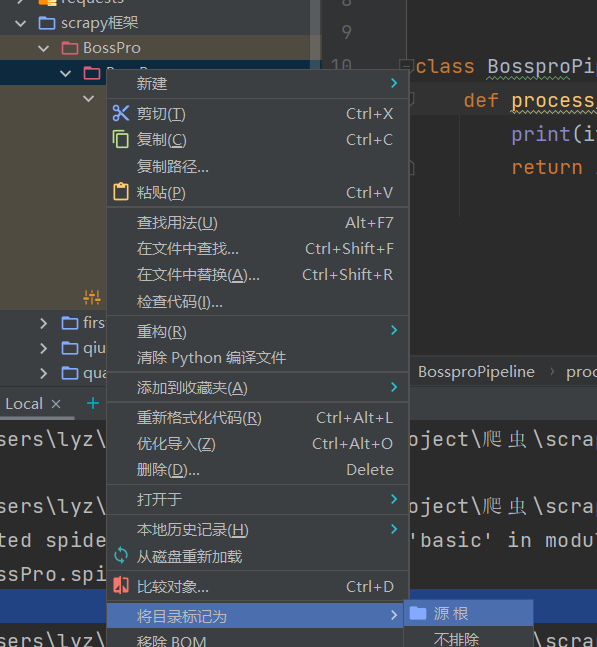 requests
scrapy框架
BossPro
新建
剪切(T) Ctrl+X
复制(C) Ctrl+C
复制路径...
粘贴(P) Ctrl+V
查找用法(U) Alt+F7
在文件中查找... Ctrl+Shift+F
在文件中替换(A)... Ctrl+Shift+R
检查代码(I)...
重构(R)
清除 Python 编译文件
添加到收藏夹(A)
重新格式化代码(R) Ctrl+Alt+L
优化导入(Z) Ctrl+Alt+O
删除(D)... Delete
打开于
本地历史记录(H)
从磁盘重新加载
比较对象... Ctrl+D
将目录标记为
源 根
移除 BOM
不排除
firs
qiu
qua
8
9
10
class BossproPi
def process
print(it
return
BossproPipeline
proc
Local
sers\lyz\
oject\爬虫\scrap
sers\lyz\
oject\爬虫\scrap
ted spide
'basic' in modul
ssPro.spi
sers\lyz\
\scrap